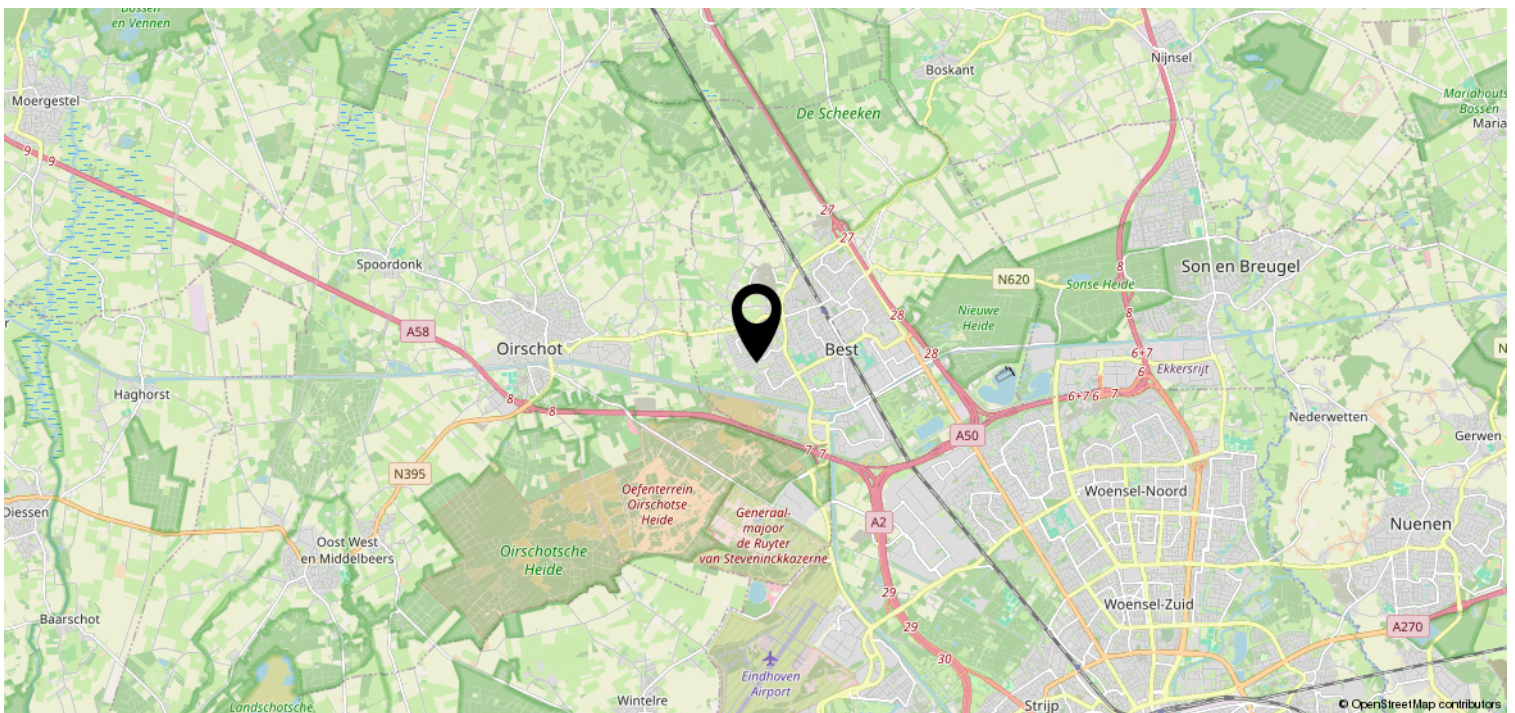 Bossen
en Vennen
Nijnsel
Boskant
Moergestel
De Scheeken
Mariahouts
Bossen
Maria
9
9
27
27
Spoordonk
8
Son en Breugel
N620
Sonse Heide
Nieuwe
Heide
8
28
A58
Oirschot
Best
28
6+7
6
Ekkersrijt
N
Haghorst
8
8
6+7
6
7
Nederwetten
A50
Gerwen
7
7
N395
Oefenterrein
Oirschotse
Heide
Woensel-Noord
Diessen
Generaal-
majoor
de Ruyter
van Steveninckkazerne
A2
Nuenen
Oost West
en Middelbeers
Oirschotsche
Heide
29
Woensel-Zuid
Baarschot
29
A270
30
Eindhoven
Airport
Wintelre
Landschotsche
Strijp
© OpenStreetMap contributors